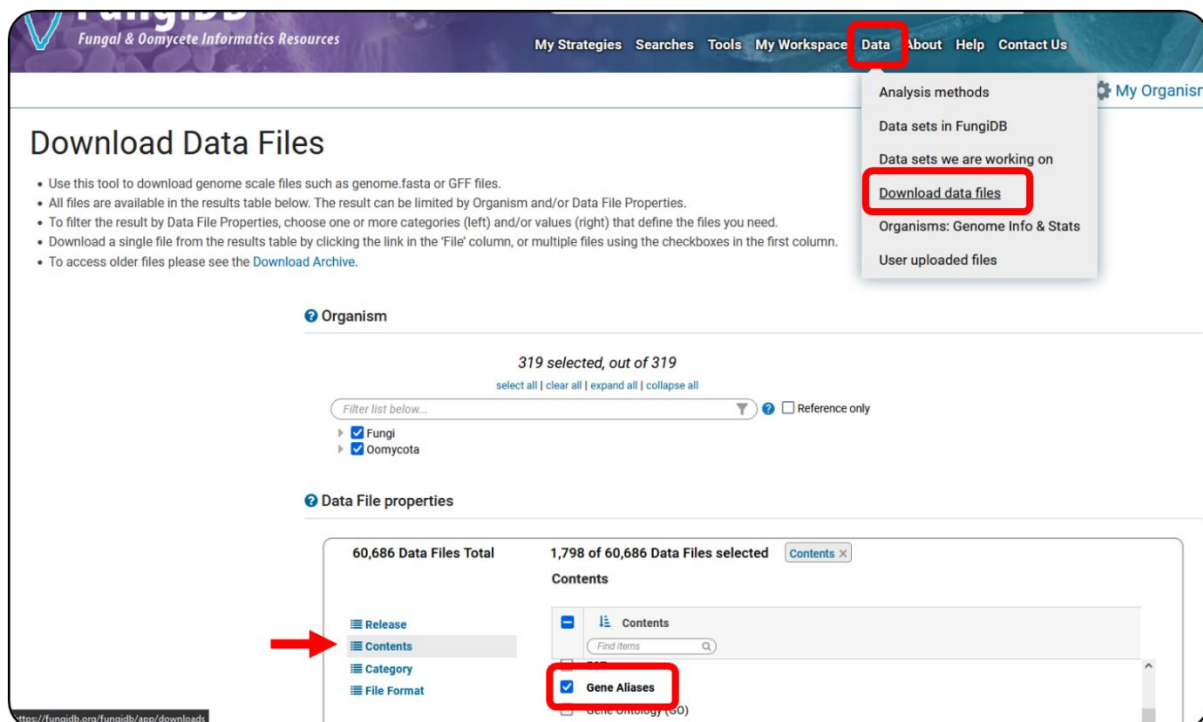 FungiDB
Fungal & Oomycete Informatics Resources
My Strategies Searches Tools My Workspace Data About Help Contact Us
My Organism
Analysis methods
Data sets in FungiDB
Data sets we are working on
Download data files
Organisms: Genome Info & Stats
User uploaded files
Download Data Files
• Use this tool to download genome scale files such as genome.fasta or GFF files.
• All files are available in the results table below. The result can be limited by Organism and/or Data File Properties.
• To filter the result by Data File Properties, choose one or more categories (left) and/or values (right) that define the files you need.
• Download a single file from the results table by clicking the link in the 'File' column, or multiple files using the checkboxes in the first column.
• To access older files please see the Download Archive.
Organism
319 selected, out of 319
select all | clear all | expand all | collapse all
Filter list below...
Reference only
Fungi
Oomycota
Data File properties
60,686 Data Files Total
1,798 of 60,686 Data Files selected
Contents ×
Contents
Release
Contents
Category
File Format
Contents
Find items
Gene Aliases
Gene Ontology (GO)
https://fungidb.org/fungidb/app/downloads